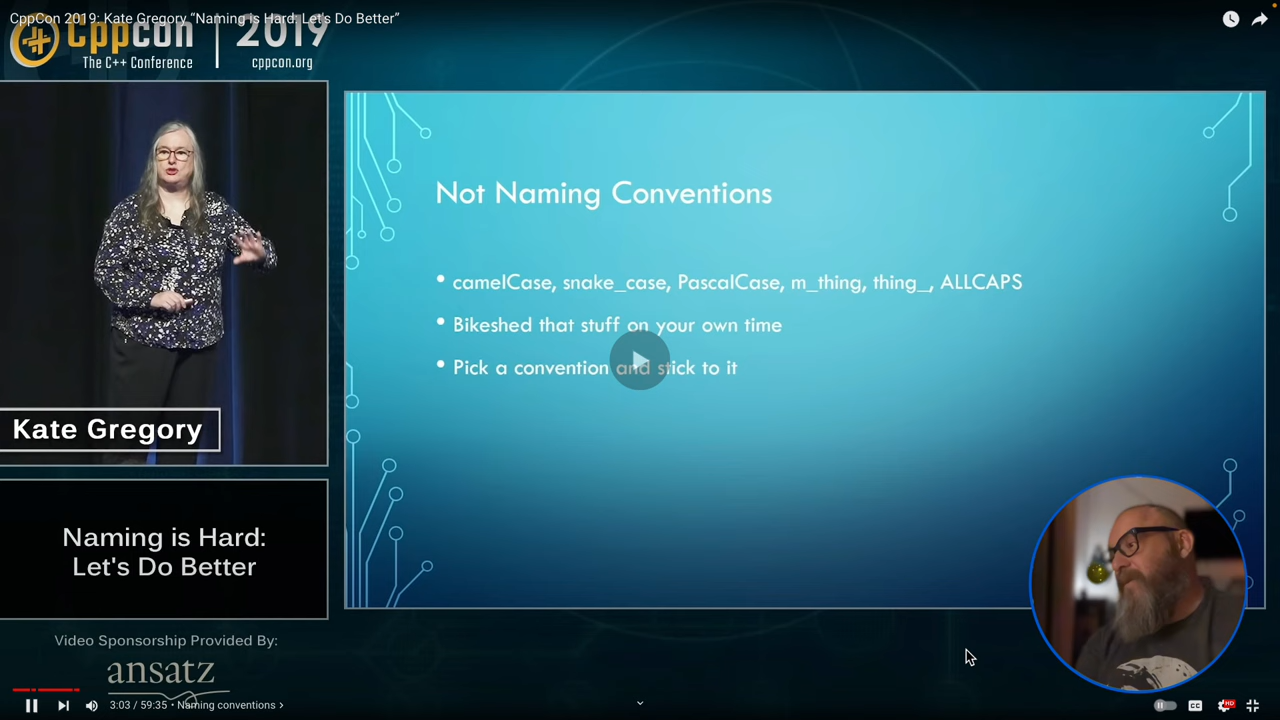 CppCon 2019: Kate Gregory “Naming is Hard: Let's Do Better”
Cppcon | 2019
The C++ Conference
cppcon.org
Not Naming Conventions
• camelCase, snake_case, PascalCase, m_thing, thing_, ALLCAPS
• Bikeshed that stuff on your own time
• Pick a convention and stick to it
Kate Gregory
Naming is Hard:
Let's Do Better
Video Sponsorship Provided By:
ansatz
3:03 / 59:35 • Naming conventions >
CC
HD